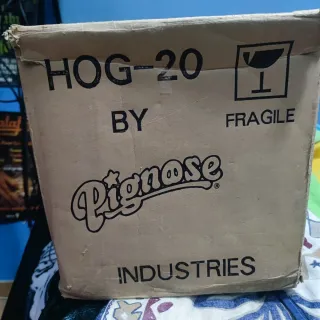 HOG-20
BY
FRAGILE
Pignose®
INDUSTRIES